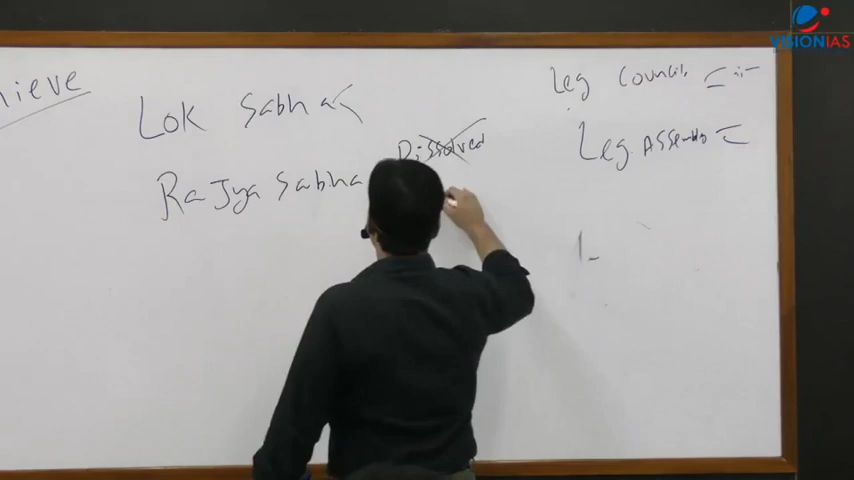 hieve
Lok Sabha
Rajya Sabha
Dissolved
Leg Council
Leg. Assembly
VISIONIAS